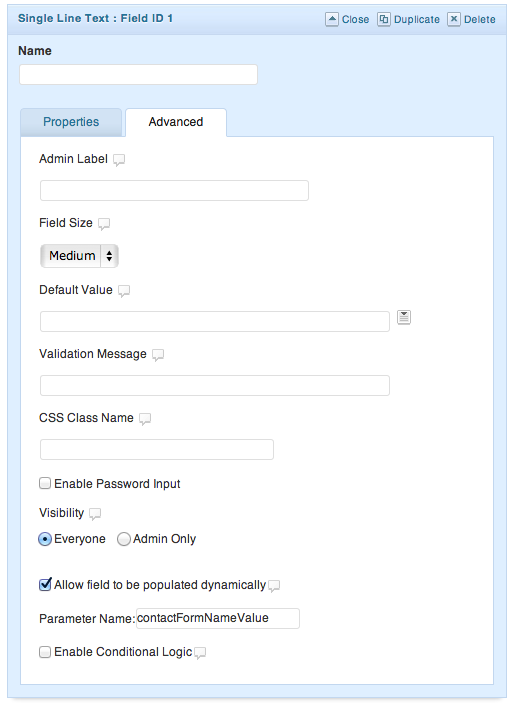 Single Line Text : Field ID 1 Close Duplicate Delete
Name
Properties Advanced
Admin Label
Field Size
Medium
Default Value
Validation Message
CSS Class Name
Enable Password Input
Visibility
Everyone Admin Only
Allow field to be populated dynamically
Parameter Name: contactFormNameValue
Enable Conditional Logic